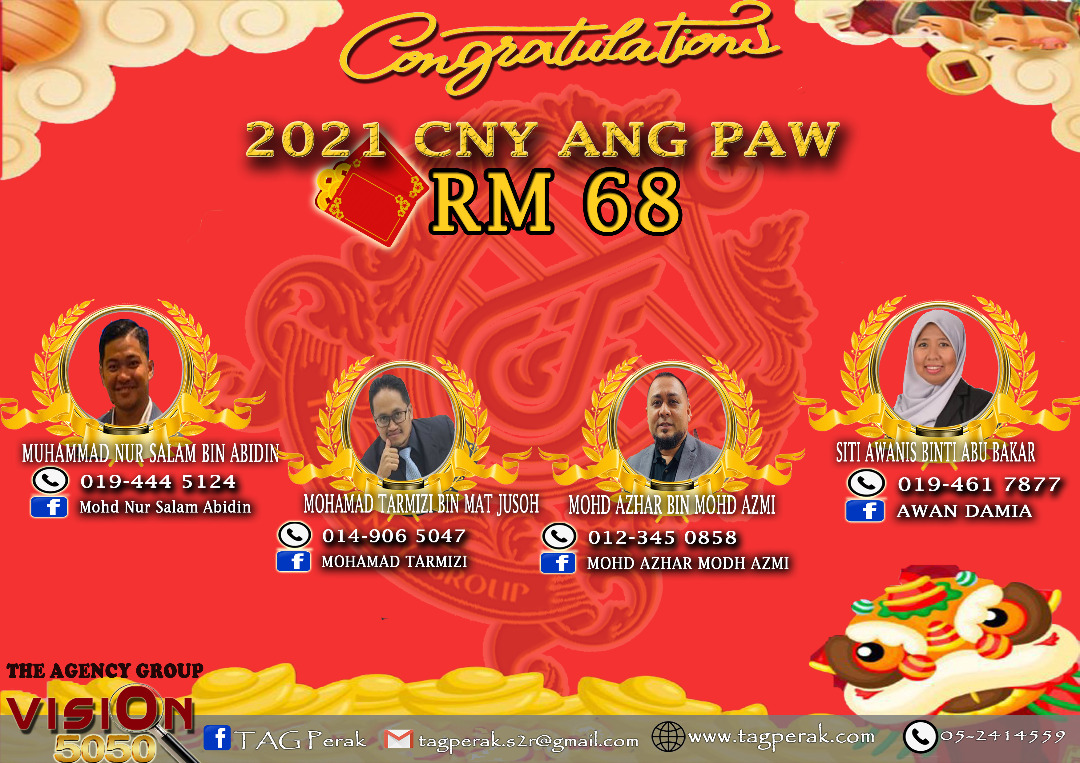 Congratulations
2021 CNY ANG PAW
RM 68
MUHAMMAD NUR SALAM BIN ABIDIN
019-444 5124
f Mohd Nur Salam Abidin
MOHAMAD TARMIZI BIN MAT JUSOH
014-906 5047
f MOHAMAD TARMIZI
MOHD AZHAR BIN MOHD AZMI
012-345 0858
f MOHD AZHAR MODH AZMI
SITI AWANIS BINTI ABU BAKAR
019-461 7877
f AWAN DAMIA
GROUP
THE AGENCY GROUP
VISION
5050
f TAG Perak tagperak.s2r@gmail.com www.tagperak.com 05-2414559